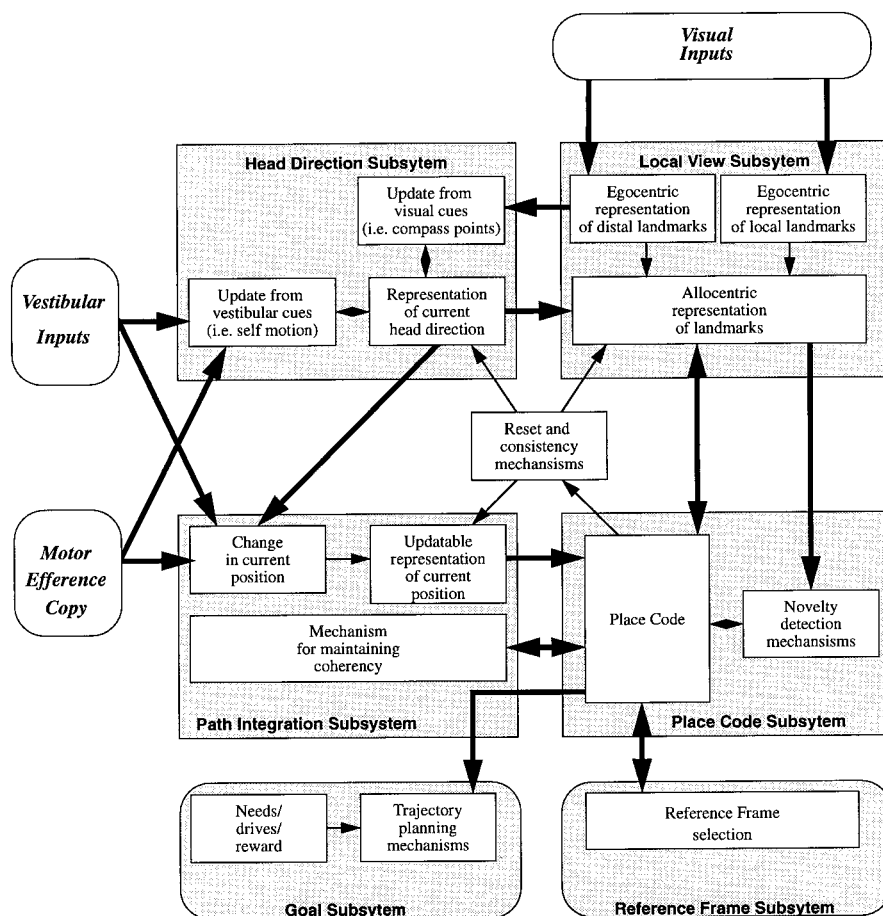 Visual
Inputs
Head Direction Subsytem
Local View Subsytem
Update from
visual cues
(i.e. compass points)
Egocentric
representation
of distal landmarks
Egocentric
representation
of local landmarks
Vestibular
Inputs
Update from
vestibular cues
(i.e. self motion)
Representation
of current
head direction
Allocentric
representation
of landmarks
Reset and
consistency
mechansisms
Motor
Efference
Copy
Change
in current
position
Updatable
representation
of current
position
Place Code
Novelty
detection
mechanisms
Mechanism
for maintaining
coherency
Path Integration Subsytem
Place Code Subsytem
Needs/
drives/
reward
Trajectory
planning
mechanisms
Reference Frame
selection
Goal Subsytem
Reference Frame Subsytem